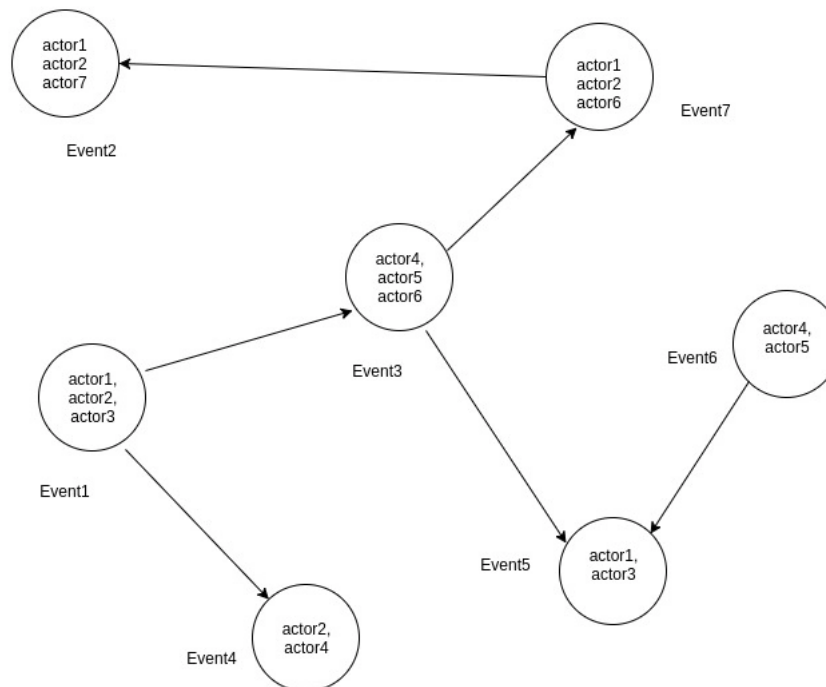 actor1
actor2
actor7
Event2
actor1
actor2
actor6
Event7
actor4,
actor5
actor6
Event3
actor4,
actor5
Event6
actor1,
actor2,
actor3
Event1
actor1,
actor3
Event5
actor2,
actor4
Event4